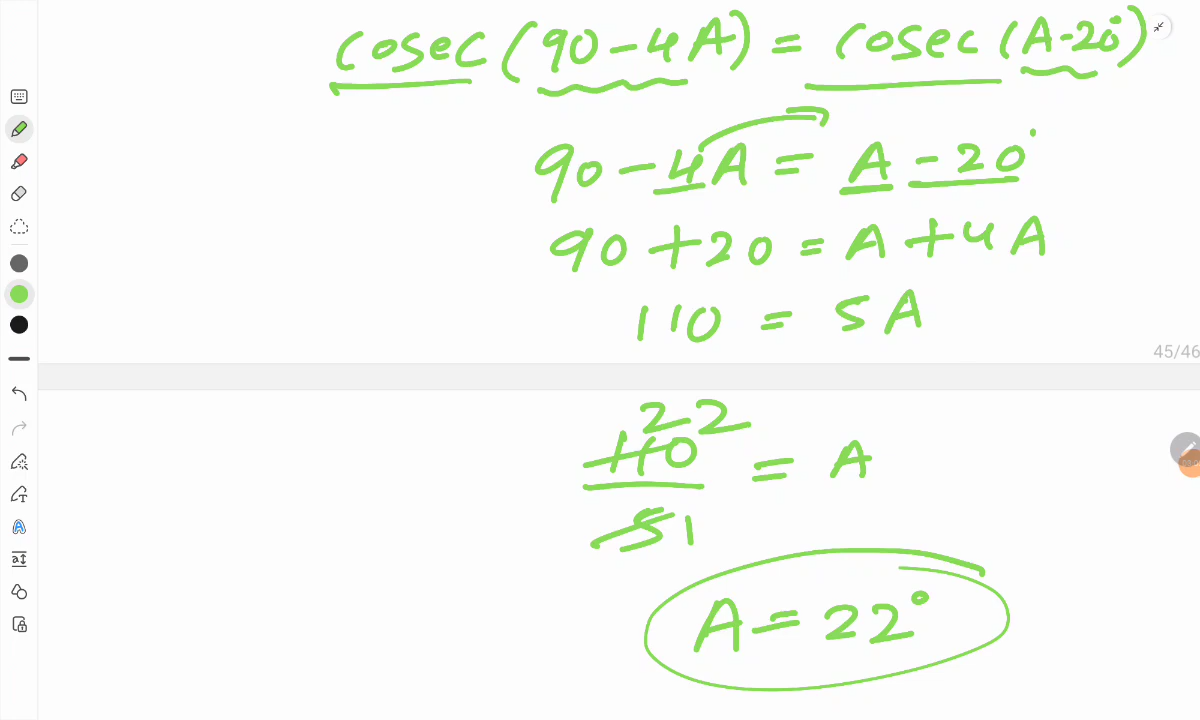 cosec (90-4A) = cosec (A-20°)
90-4A = A-20°
90+20 = A+4A
110 = 5A
45/46
22
110 = A
5 1
A = 22°